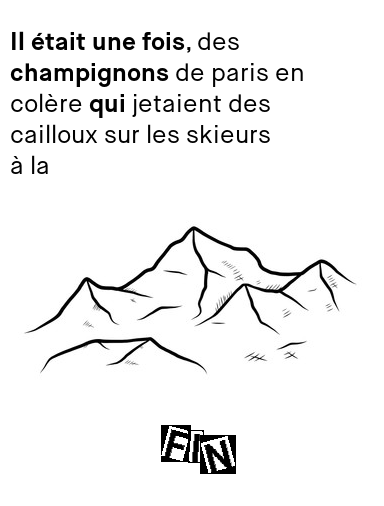 Il était une fois, des
champignons de paris en
colère qui jetaient des
cailloux sur les skieurs
à la
FIN